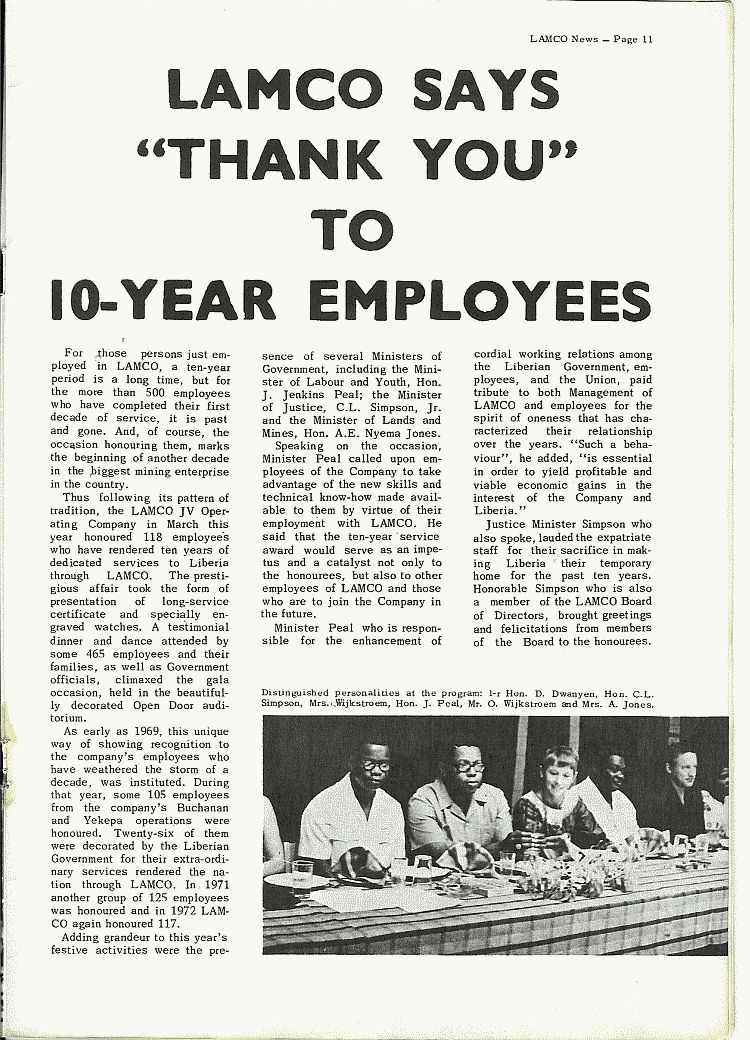 LAMCO News — Page 11
LAMCO SAYS
“THANK YOU”
TO
10-YEAR EMPLOYEES
For those persons just em-
ployed in LAMCO, a ten-year
period is a long time, but for
the more than 500 employees
who have completed their first
decade of service, it is past
and gone. And, of course, the
occasion honouring them, marks
the beginning of another decade
in the biggest mining enterprise
in the country.
Thus following its pattern of
tradition, the LAMCO JV Oper-
ating Company in March this
year honoured 118 employees
who have rendered ten years of
dedicated services to Liberia
through LAMCO. The presti-
gious affair took the form of
presentation of long-service
certificate and specially en-
graved watches. A testimonial
dinner and dance attended by
some 465 employees and their
families, as well as Government
officials, climaxed the gala
occasion, held in the beautiful-
ly decorated Open Door audi-
torium.
As early as 1969, this unique
way of showing recognition to
the company's employees who
have weathered the storm of a
decade, was instituted. During
that year, some 105 employees
from the company's Buchanan
and Yekepa operations were
honoured. Twenty-six of them
were decorated by the Liberian
Government for their extra-ordi-
nary services rendered the na-
tion through LAMCO. In 1971
another group of 125 employees
was honoured and in 1972 LAM-
CO again honoured 117.
Adding grandeur to this year's
festive activities were the pre-
sence of several Ministers of
Government, including the Mini-
ster of Labour and Youth, Hon.
J. Jenkins Peal; the Minister
of Justice, C.L. Simpson, Jr.
and the Minister of Lands and
Mines, Hon. A.E. Nyema Jones.
Speaking on the occasion,
Minister Peal called upon em-
ployees of the Company to take
advantage of the new skills and
technical know-how made avail-
able to them by virtue of their
employment with LAMCO. He
said that the ten-year service
award would serve as an impe-
tus and a catalyst not only to
the honourees, but also to other
employees of LAMCO and those
who are to join the Company in
the future.
Minister Peal who is respon-
sible for the enhancement of
cordial working relations among
the Liberian Government, em-
ployees, and the Union, paid
tribute to both Management of
LAMCO and employees for the
spirit of oneness that has cha-
racterized their relationship
over the years. “Such a beha-
viour”, he added, “is essential
in order to yield profitable and
viable economic gains in the
interest of the Company and
Liberia.”
Justice Minister Simpson who
also spoke, lauded the expatriate
staff for their sacrifice in mak-
ing Liberia their temporary
home for the past ten years.
Honorable Simpson who is also
a member of the LAMCO Board
of Directors, brought greetings
and felicitations from members
of the Board to the honourees.
Distinguished personalities at the program: l-r Hon. D. Dwanyen, Hon. C.L.
Simpson, Mrs. Wijkstroem, Hon. J. Peal, Mr. O. Wijkstroem and Mrs. A. Jones.